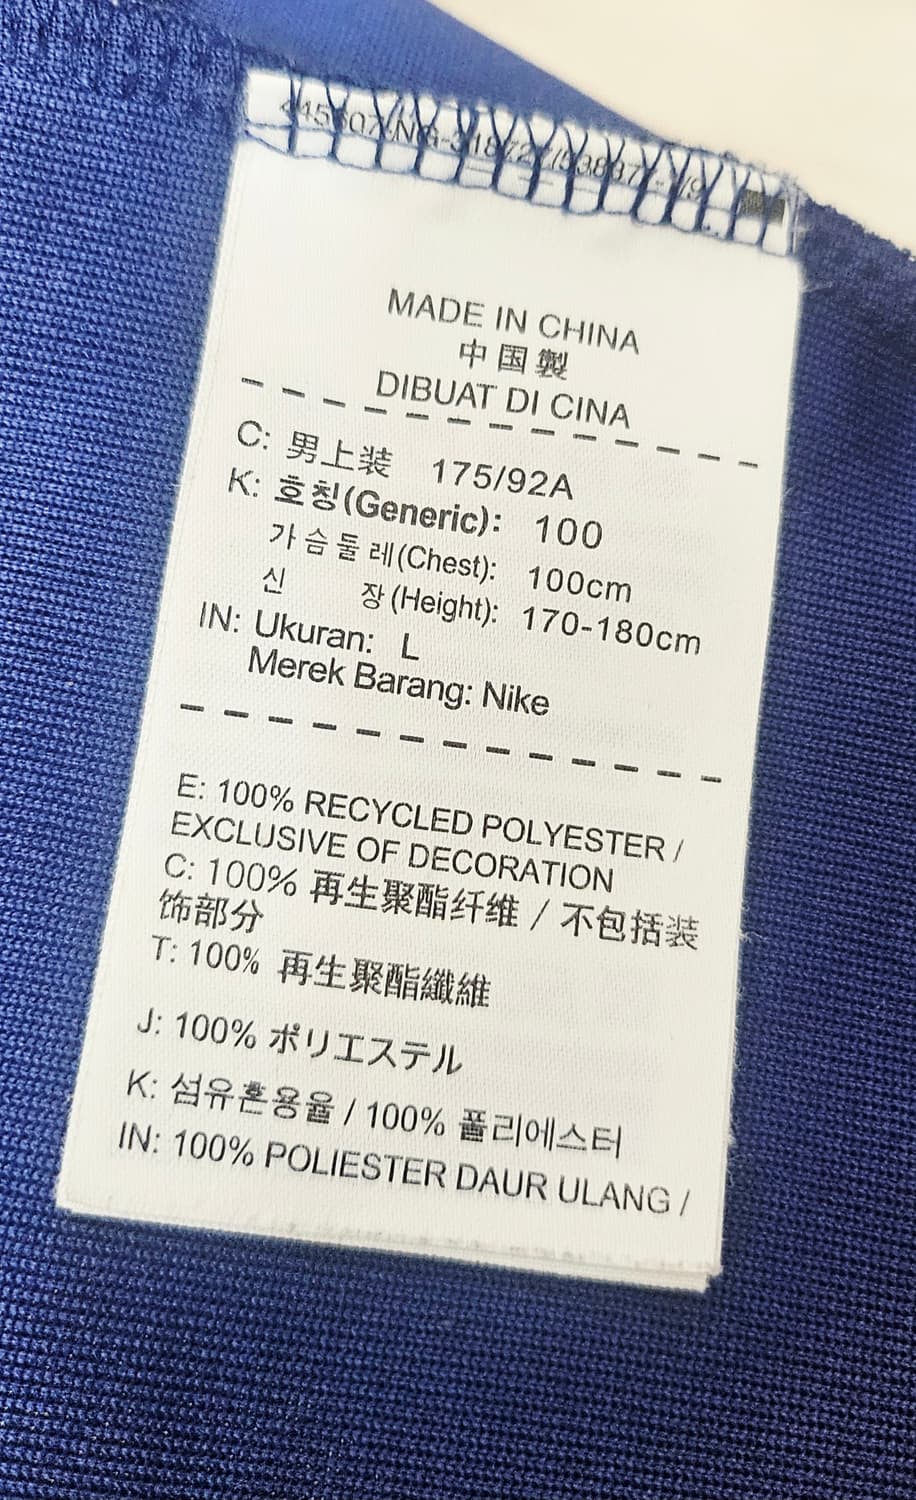 MADE IN CHINA
中国製
DIBUAT DI CINA
C: 男上装 175/92A
K: 호칭(Generic): 100
가슴둘레(Chest): 100cm
신 장(Height): 170-180cm
IN: Ukuran: L
Merek Barang: Nike
E: 100% RECYCLED POLYESTER /
EXCLUSIVE OF DECORATION
C: 100% 再生聚酯纤维 / 不包括装
饰部分
T: 100% 再生聚酯纖維
J: 100% ポリエステル
K: 섬유혼용율 / 100% 폴리에스터
IN: 100% POLIESTER DAUR ULANG /